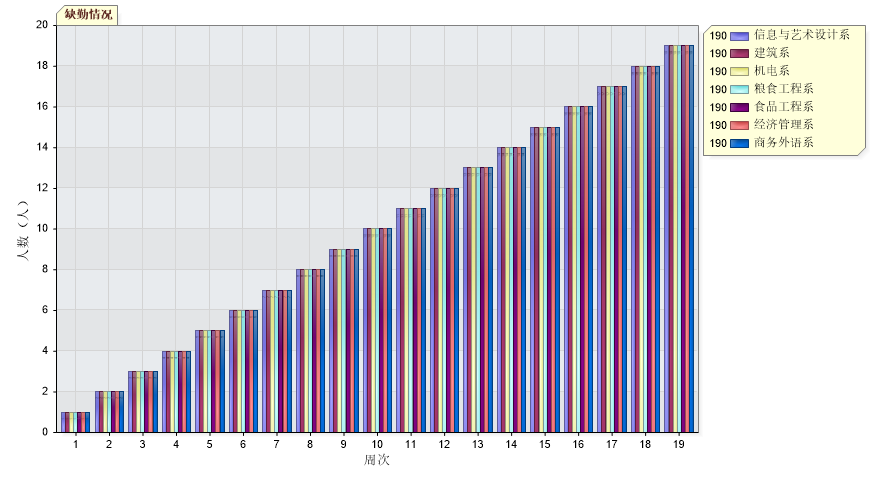 缺勤情况
20
18
16
14
12
10
8
6
4
2
0
人数（人）
1 2 3 4 5 6 7 8 9 10 11 12 13 14 15 16 17 18 19
周次
190 信息与艺术设计系
190 建筑系
190 机电系
190 粮食工程系
190 食品工程系
190 经济管理系
190 商务外语系